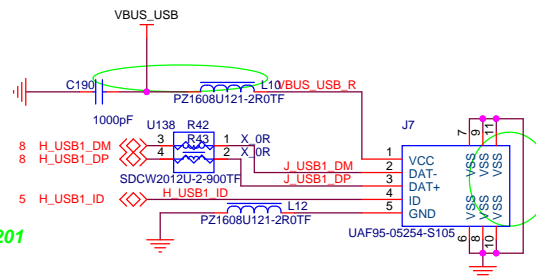 VBUS_USB
C190
L10
VBUS_USB_R
PZ1608U121-2R0TF
1000pF
U138
R42
J7
8 H_USB1_DM
3
R43
1
X_0R
8 H_USB1_DP
4
2
X_0R
SDCW2012U-2-900TF
J_USB1_DM
J_USB1_DP
5 H_USB1_ID
H_USB1_ID
L12
PZ1608U121-2R0TF
1
2
3
4
5
VCC
DAT-
DAT+
ID
GND
7
9
11
VSS
VSS
VSS
VSS
VSS
VSS
6
8
10
UAF95-05254-S105
201